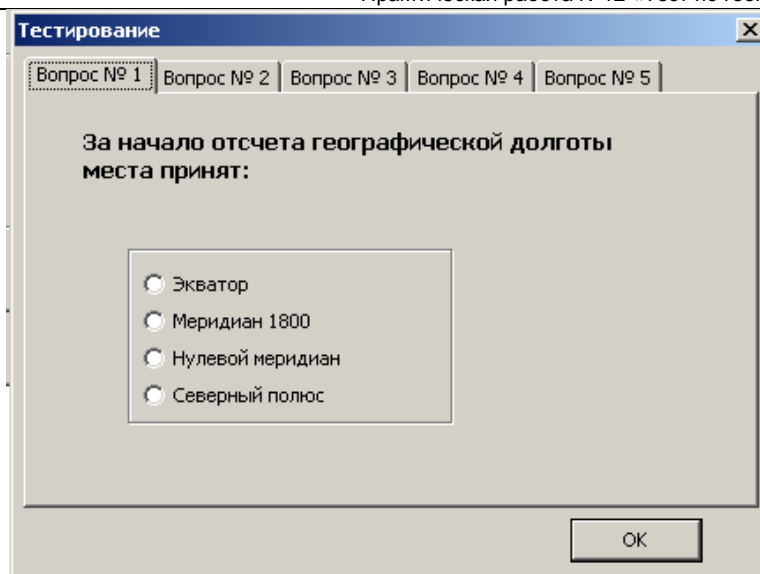 Тестирование
Вопрос № 1 Вопрос № 2 Вопрос № 3 Вопрос № 4 Вопрос № 5
За начало отсчета географической долготы
места принят:
Экватор
Меридиан 1800
Нулевой меридиан
Северный полюс
OK